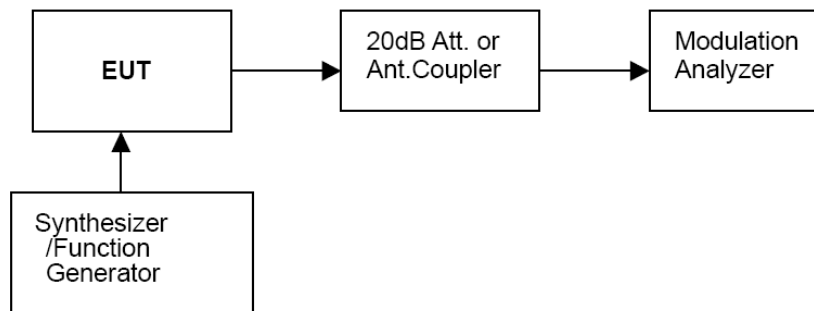 EUT
20dB Att. or
Ant.Coupler
Modulation
Analyzer
Synthesizer
/Function
Generator